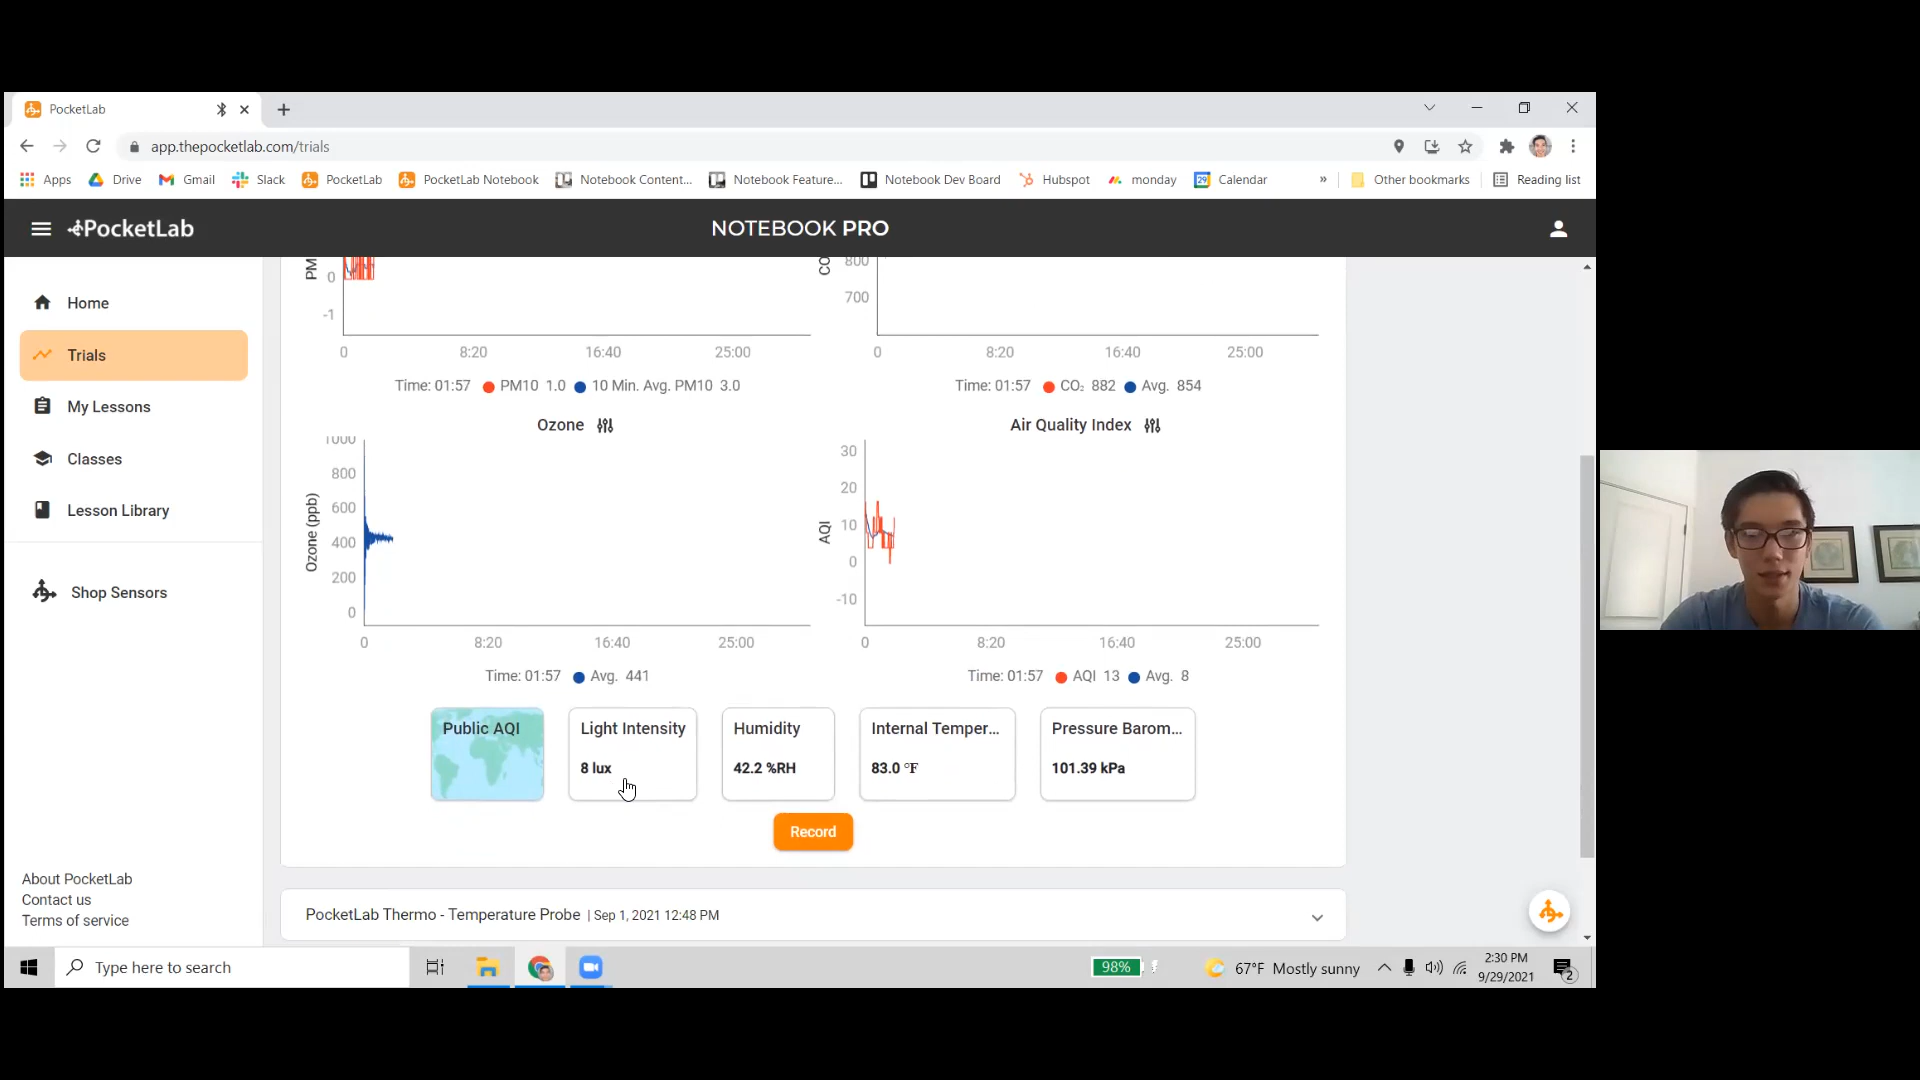 PocketLab
app.thepocketlab.com/trials
Apps Drive Gmail Slack PocketLab PocketLab Notebook Notebook Content... Notebook Feature... Notebook Dev Board Hubspot monday 29 Calendar » Other bookmarks Reading list
PocketLab
NOTEBOOK PRO
Home
Trials
My Lessons
Classes
Lesson Library
Shop Sensors
About PocketLab
Contact us
Terms of service
PM
0
-1
0 8:20 16:40 25:00
Time: 01:57 PM10 1.0 10 Min. Avg. PM10 3.0
CO
800
700
0 8:20 16:40 25:00
Time: 01:57 CO₂ 882 Avg. 854
Ozone
Ozone (ppb)
1000
800
600
400
200
0
0 8:20 16:40 25:00
Time: 01:57 Avg. 441
Air Quality Index
AQI
30
20
10
0
-10
0 8:20 16:40 25:00
Time: 01:57 AQI 13 Avg. 8
Public AQI
Light Intensity
8 lux
Humidity
42.2 %RH
Internal Temper...
83.0 °F
Pressure Barom...
101.39 kPa
Record
PocketLab Thermo - Temperature Probe | Sep 1, 2021 12:48 PM
Type here to search
98%
67°F Mostly sunny
2:30 PM
9/29/2021
2